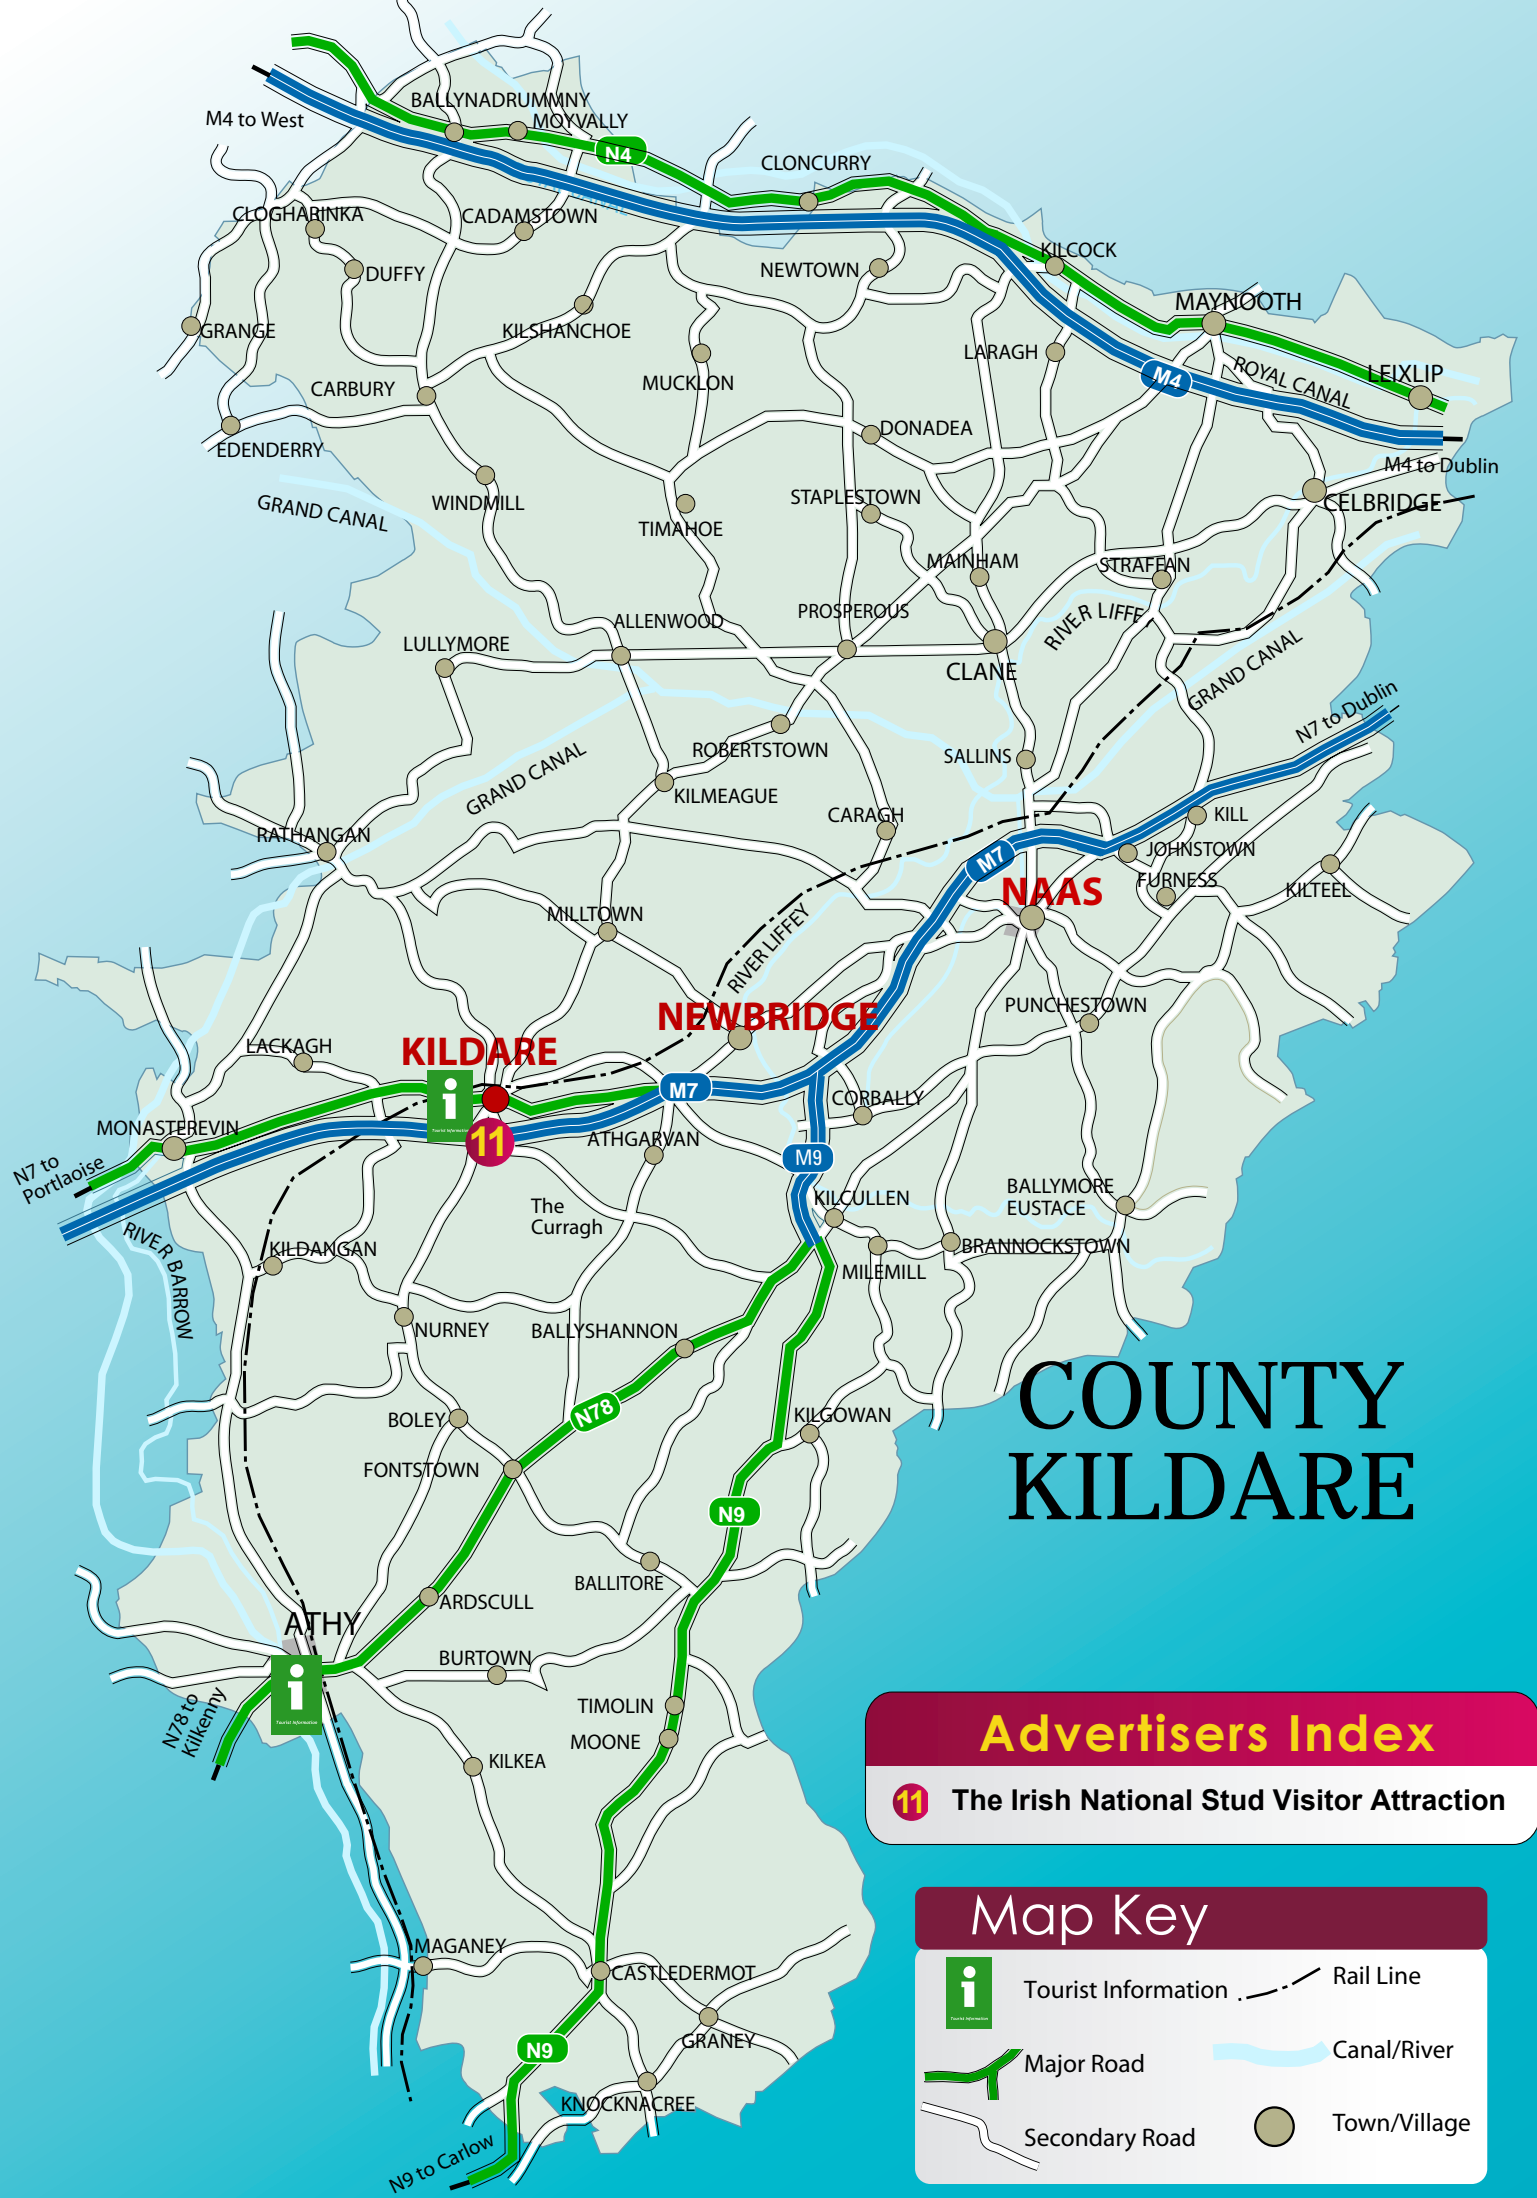 BALLYNADRUMMNY
M4 to West
MOYVALLY
N4
CLONCURRY
CLOGHARINKA
CADAMSTOWN
KILCOCK
DUFFY
NEWTOWN
MAYNOOTH
GRANGE
KILSHANCHOE
LARAGH
ROYAL CANAL
LEIXLIP
M4
MUCKLON
CARBURY
DONADEA
EDENDERRY
M4 to Dublin
WINDMILL
STAPLESTOWN
CELBRIDGE
GRAND CANAL
TIMAHOE
MAINHAM
STRAFFAN
PROSPEROUS
ALLENWOOD
RIVER LIFFE
LULLYMORE
CLANE
GRAND CANAL
N7 to Dublin
ROBERTSTOWN
SALLINS
GRAND CANAL
KILMEAGUE
CARAGH
KILL
RATHANGAN
M7
JOHNSTOWN
FURNESS
NAAS
KILTEEL
MILLTOWN
RIVER LIFFEY
PUNCHESTOWN
NEWBRIDGE
LACKAGH
KILDARE
i
Tourist Information
M7
CORBALLY
MONASTEREVIN
11
ATHGARVAN
M9
N7 to
Portlaoise
The
Curragh
KILCULLEN
BALLYMORE
EUSTACE
RIVER BARROW
KILDANGAN
BRANNOCKSTOWN
MILEMILL
NURNEY
BALLYSHANNON
COUNTY
KILDARE
BOLEY
N78
KILGOWAN
FONTSTOWN
N9
BALLITORE
ARDSCULL
ATHY
BURTOWN
i
Tourist Information
N78 to
Kilkenny
TIMOLIN
MOONE
KILKEA
Advertisers Index
11 The Irish National Stud Visitor Attraction
MAGANEY
CASTLEDERMOT
GRANEY
N9
KNOCKNACREE
N9 to Carlow
Map Key
i
Tourist Information
Tourist Information
Rail Line
Major Road
Canal/River
Secondary Road
Town/Village